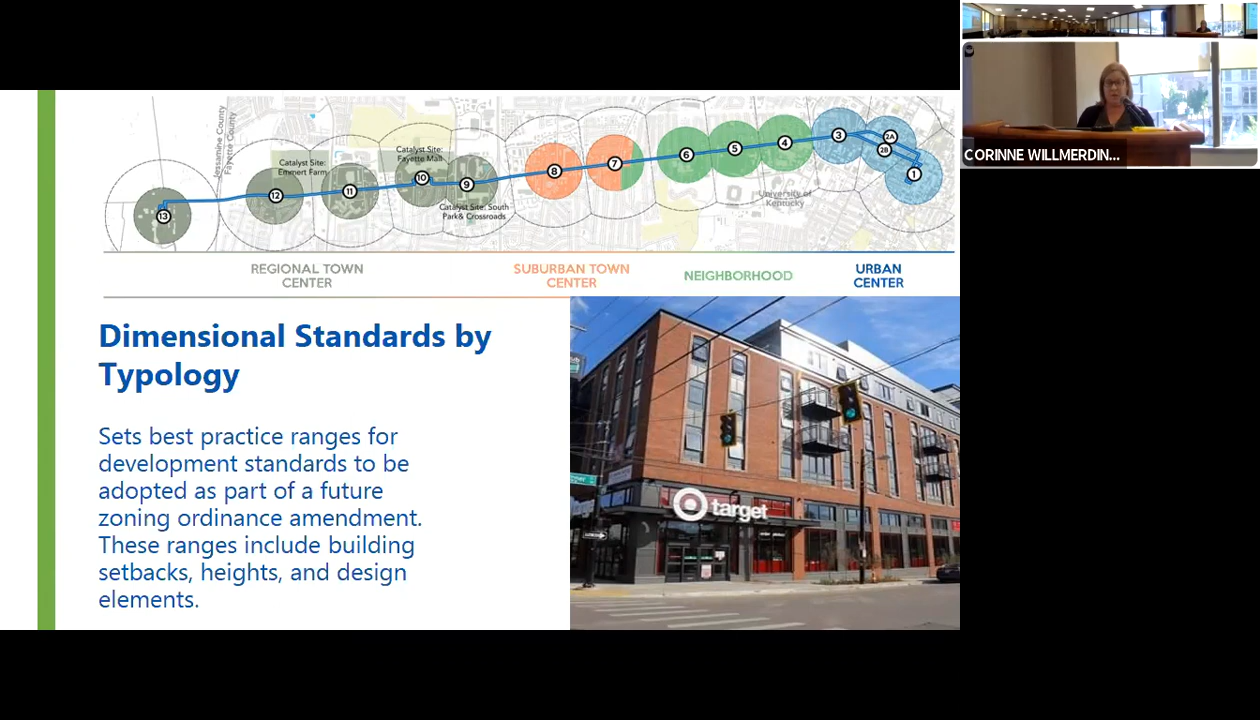 Jessamine County
Fayette County
Catalyst Site:
Emmert Farm
Catalyst Site:
Fayette Mall
Catalyst Site: South
Park& Crossroads
University of
Kentucky
13
12
11
10
9
8
7
6
5
4
3
2A
2B
1
REGIONAL TOWN
CENTER
SUBURBAN TOWN
CENTER
NEIGHBORHOOD
URBAN
CENTER
Dimensional Standards by
Typology
Sets best practice ranges for
development standards to be
adopted as part of a future
zoning ordinance amendment.
These ranges include building
setbacks, heights, and design
elements.
target
CORINNE WILLMERDIN...